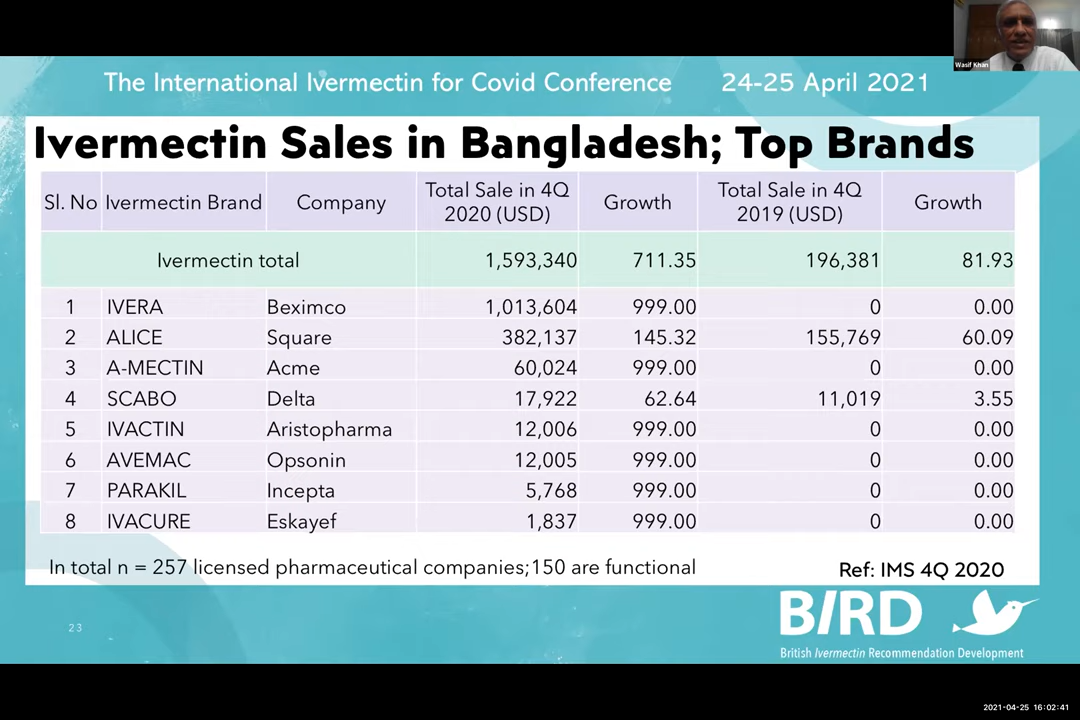 Wasif Khan
The International Ivermectin for Covid Conference 24-25 April 2021
Ivermectin Sales in Bangladesh; Top Brands
Sl. No Ivermectin Brand Company Total Sale in 4Q 2020 (USD) Growth Total Sale in 4Q 2019 (USD) Growth
Ivermectin total 1,593,340 711.35 196,381 81.93
1 IVERA Beximco 1,013,604 999.00 0 0.00
2 ALICE Square 382,137 145.32 155,769 60.09
3 A-MECTIN Acme 60,024 999.00 0 0.00
4 SCABO Delta 17,922 62.64 11,019 3.55
5 IVACTIN Aristopharma 12,006 999.00 0 0.00
6 AVEMAC Opsonin 12,005 999.00 0 0.00
7 PARAKIL Incepta 5,768 999.00 0 0.00
8 IVACURE Eskayef 1,837 999.00 0 0.00
In total n = 257 licensed pharmaceutical companies;150 are functional
Ref: IMS 4Q 2020
BIRD
23
British Ivermectin Recommendation Development
2021-04-25 16:02:41